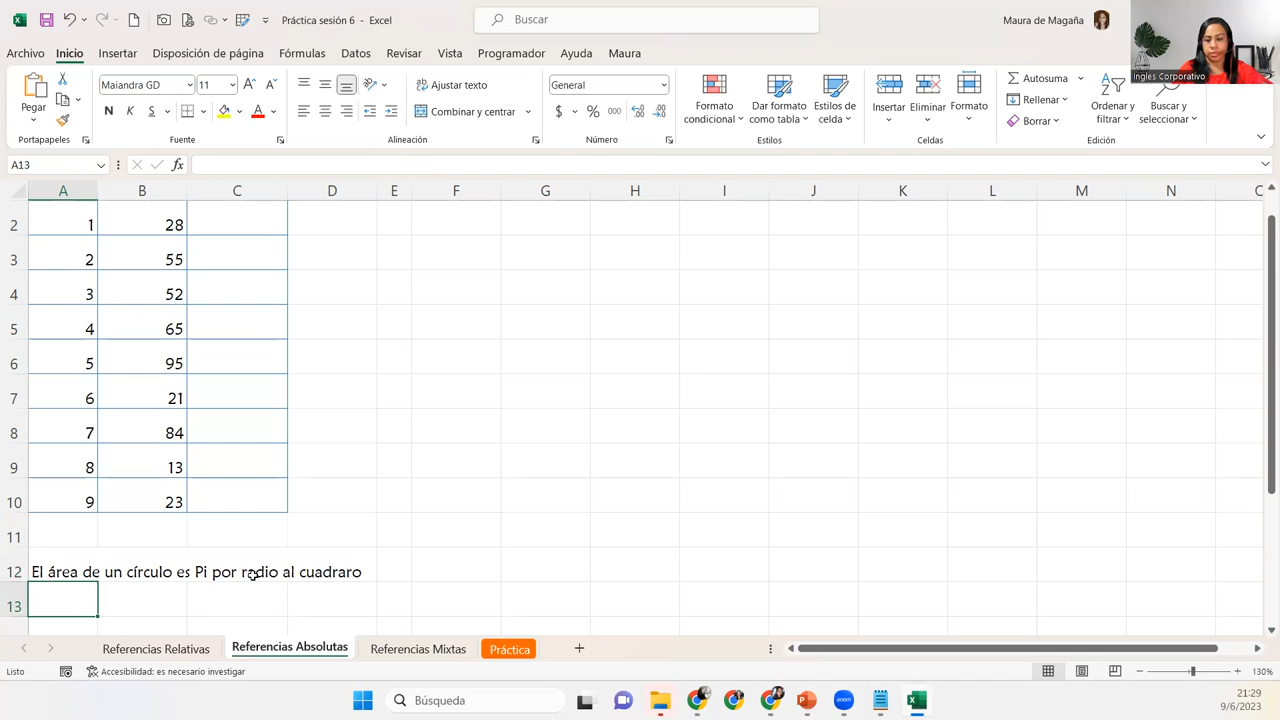 Práctica sesión 6 - Excel
Buscar
Maura de Magaña
Ingles Corporativo
Archivo Inicio Insertar Disposición de página Fórmulas Datos Revisar Vista Programador Ayuda Maura
Pegar
Maiandra GD 11
N K S
Ajustar texto
Combinar y centrar
General
$ % 000
Formato condicional
Dar formato como tabla
Estilos de celda
Insertar Eliminar Formato
Autosuma
Rellenar
Borrar
Ordenar y filtrar
Buscar y seleccionar
Portapapeles Fuente Alineación Número Estilos Celdas Edición
A13 fx
A B C D E F G H I J K L M N
2 1 28
3 2 55
4 3 52
5 4 65
6 5 95
7 6 21
8 7 84
9 8 13
10 9 23
11
12 El área de un círculo es Pi por radio al cuadraro
13
Referencias Relativas Referencias Absolutas Referencias Mixtas Práctica
Listo Accesibilidad: es necesario investigar 130%
Búsqueda
zoom
21:29
9/6/2023